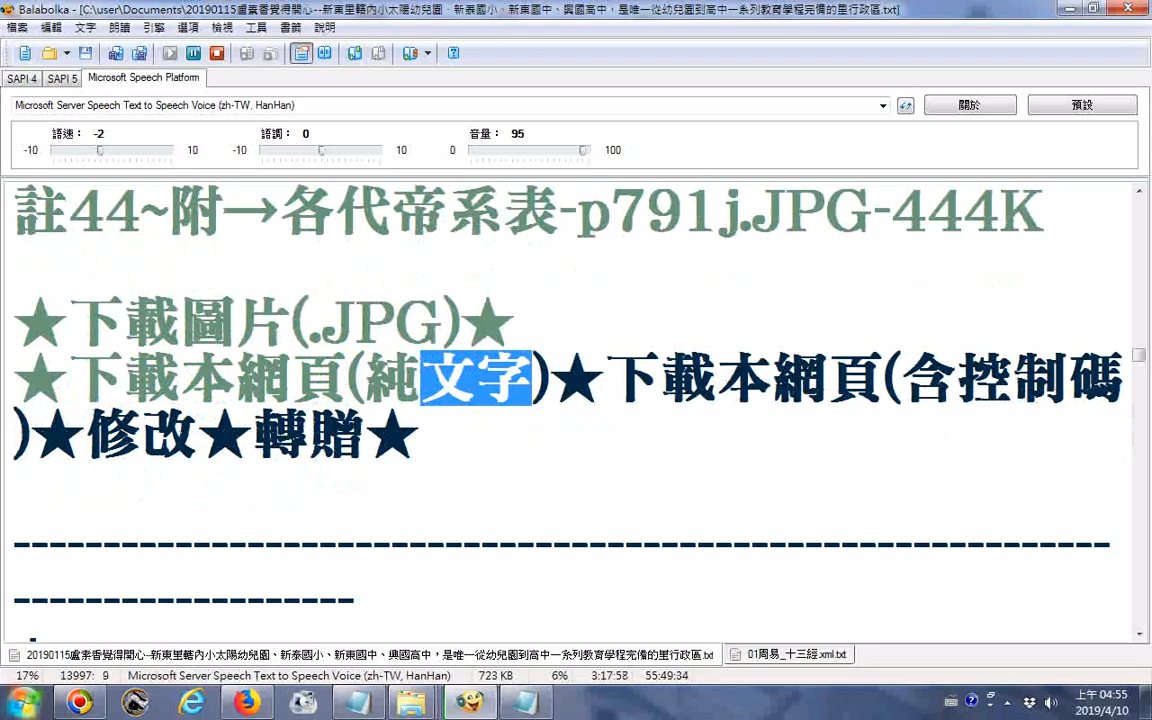 Balabolka - [C:\user\Documents\20190115盧素香覺得開心--新東里轄內小太陽幼兒園、新泰國小、新東國中、興國高中，是唯一從幼兒園到高中一系列教育學程完備的里行政區.txt]
檔案 編輯 文字 朗讀 引擎 選項 檢視 工具 書籤 說明
SAPI 4 SAPI 5 Microsoft Speech Platform
Microsoft Server Speech Text to Speech Voice (zh-TW, HanHan) 關於 預設
語速： -2 語調： 0 音量： 95
-10 10 -10 10 0 100
註44~附→各代帝系表-p791j.JPG-444K
★下載圖片(.JPG)★
★下載本網頁(純文字)★下載本網頁(含控制碼
)★修改★轉贈★
-------------------------------------------------------------
-------------------
20190115盧素香覺得開心--新東里轄內小太陽幼兒園、新泰國小、新東國中、興國高中，是唯一從幼兒園到高中一系列教育學程完備的里行政區.txt 01周易_十三經.xml.txt
17% 13997: 9 Microsoft Server Speech Text to Speech Voice (zh-TW, HanHan) 723 KB 6% 3:17:58 55:49:34
上午 04:55
2019/4/10